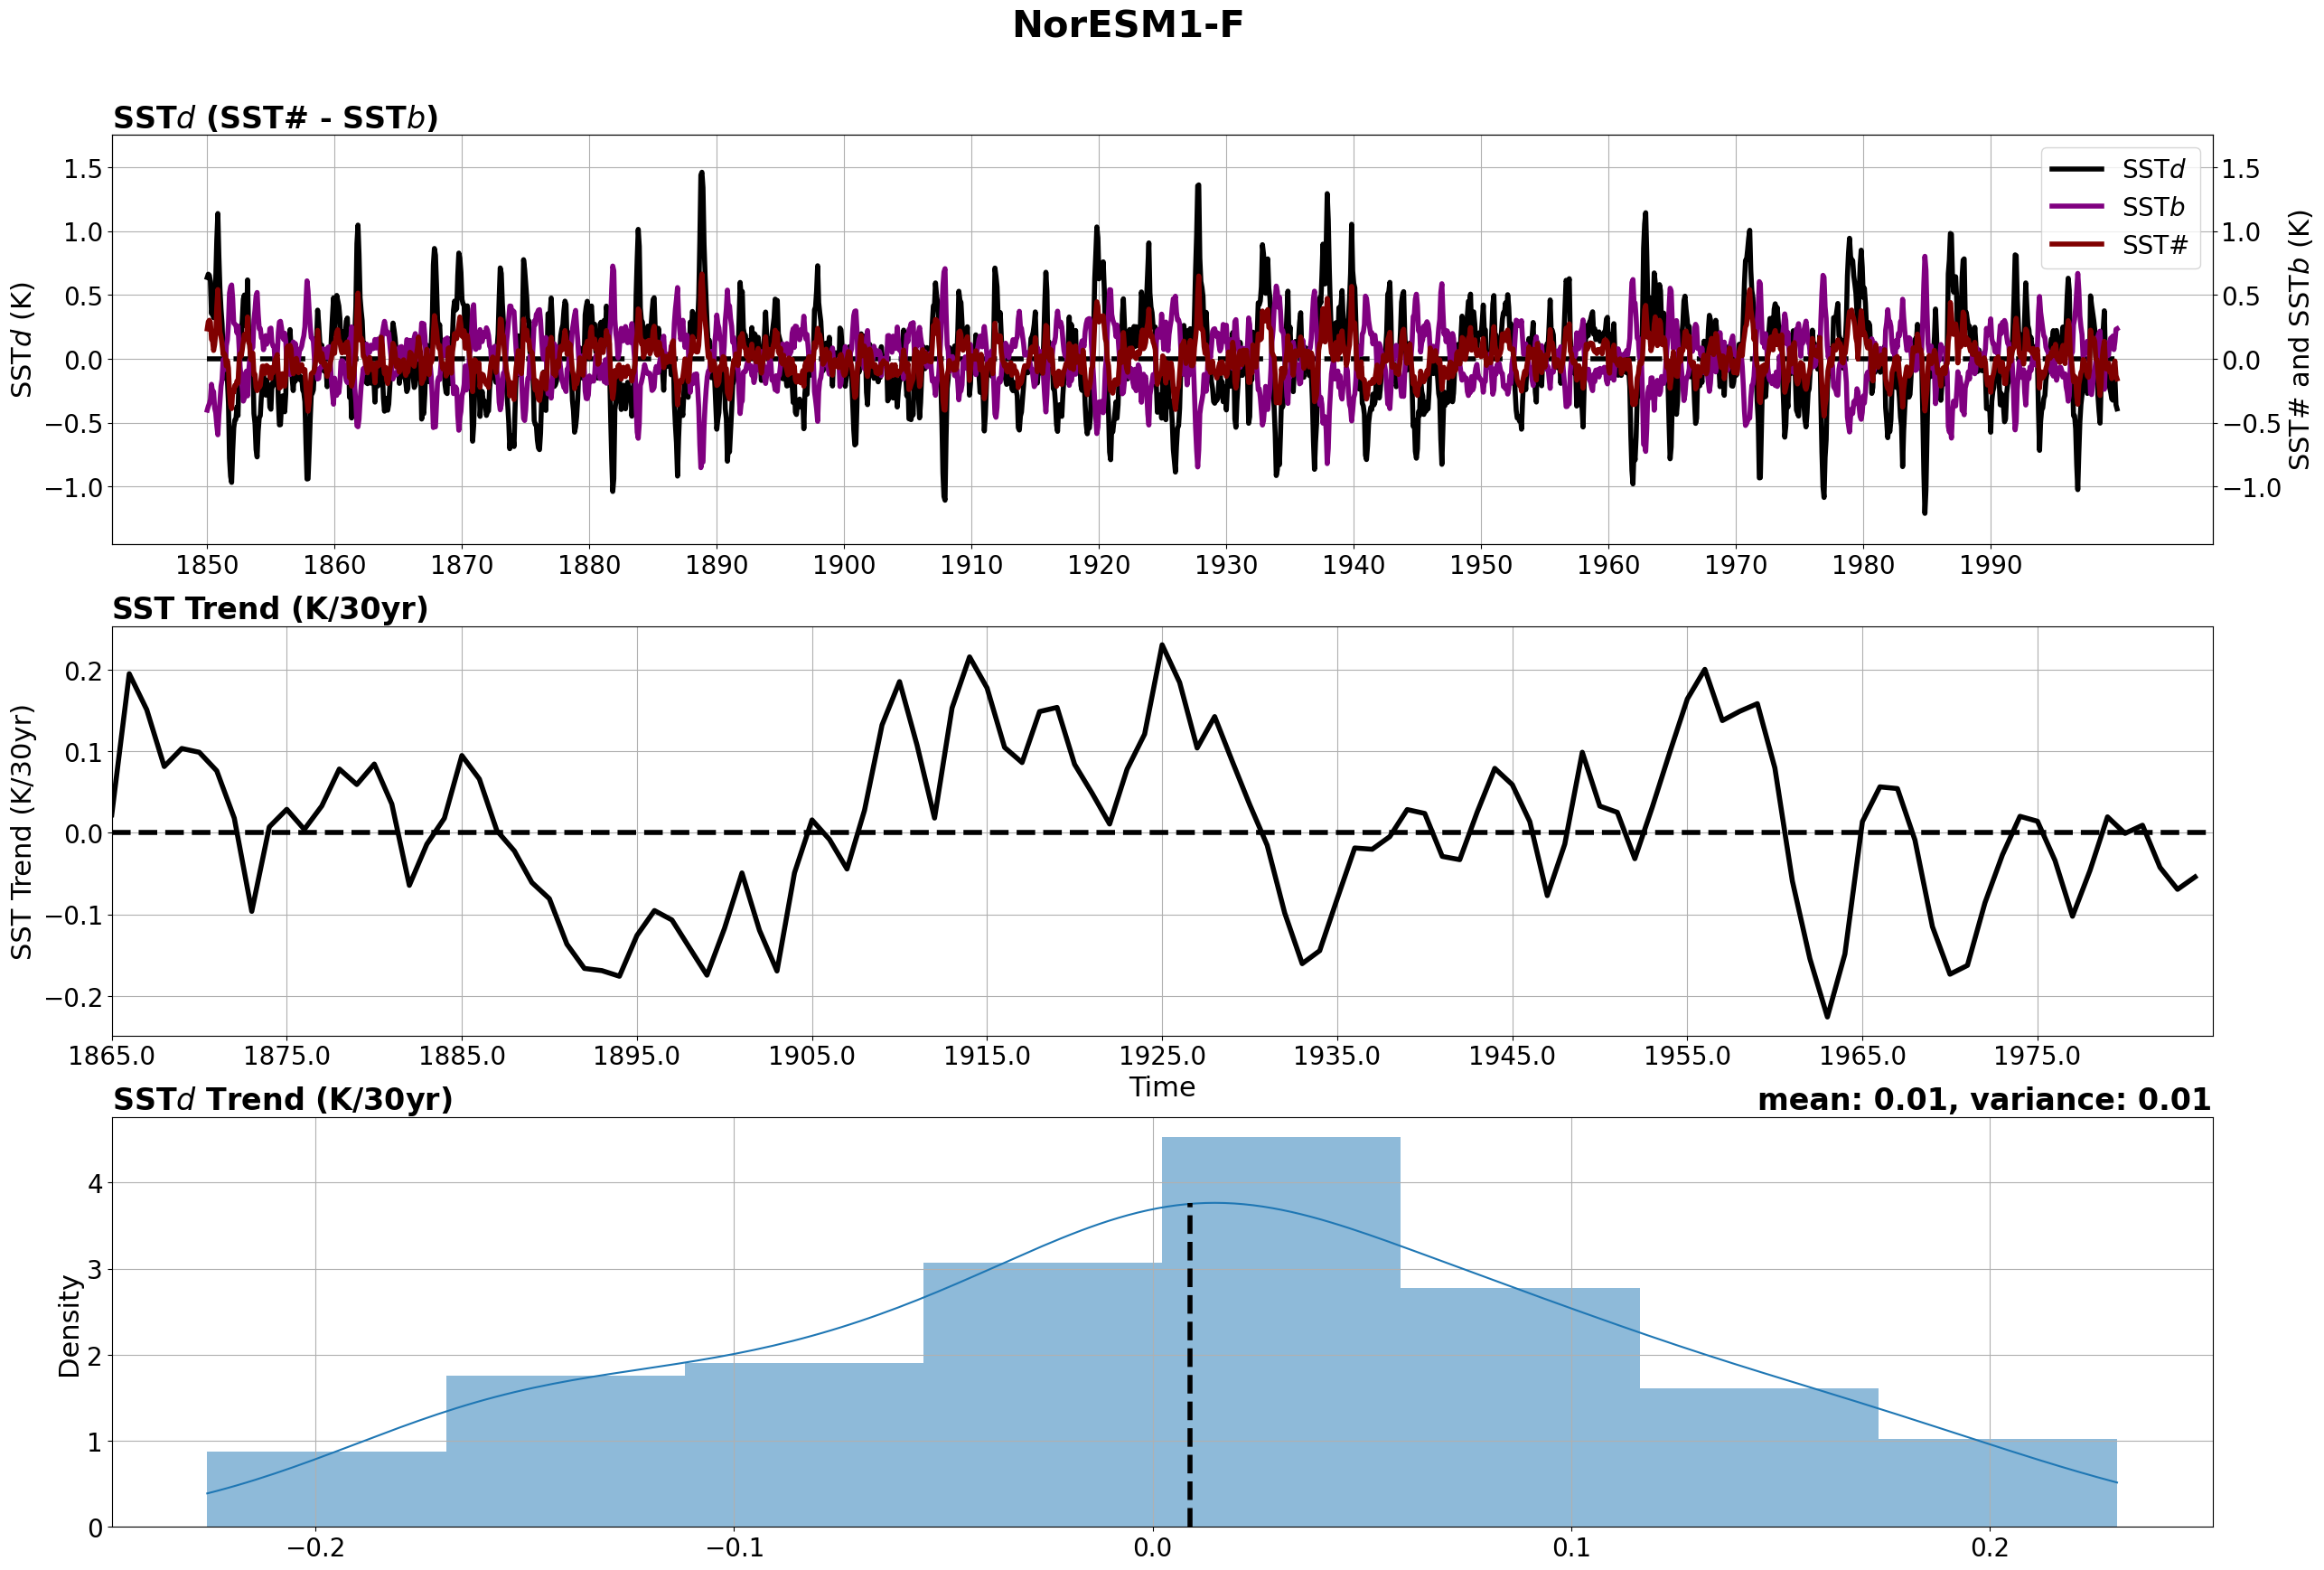 NorESM1-F
SSTd (SST# - SSTb)
1.5
1.0
0.5
0.0
−0.5
−1.0
SSTd (K)
SSTd
SSTb
SST#
1.5
1.0
0.5
0.0
−0.5
−1.0
SST# and SSTb (K)
1850 1860 1870 1880 1890 1900 1910 1920 1930 1940 1950 1960 1970 1980 1990
SST Trend (K/30yr)
0.2
0.1
0.0
−0.1
−0.2
SST Trend (K/30yr)
1865.0 1875.0 1885.0 1895.0 1905.0 1915.0 1925.0 1935.0 1945.0 1955.0 1965.0 1975.0
Time
SSTd Trend (K/30yr)
mean: 0.01, variance: 0.01
4
3
2
1
0
Density
−0.2 −0.1 0.0 0.1 0.2